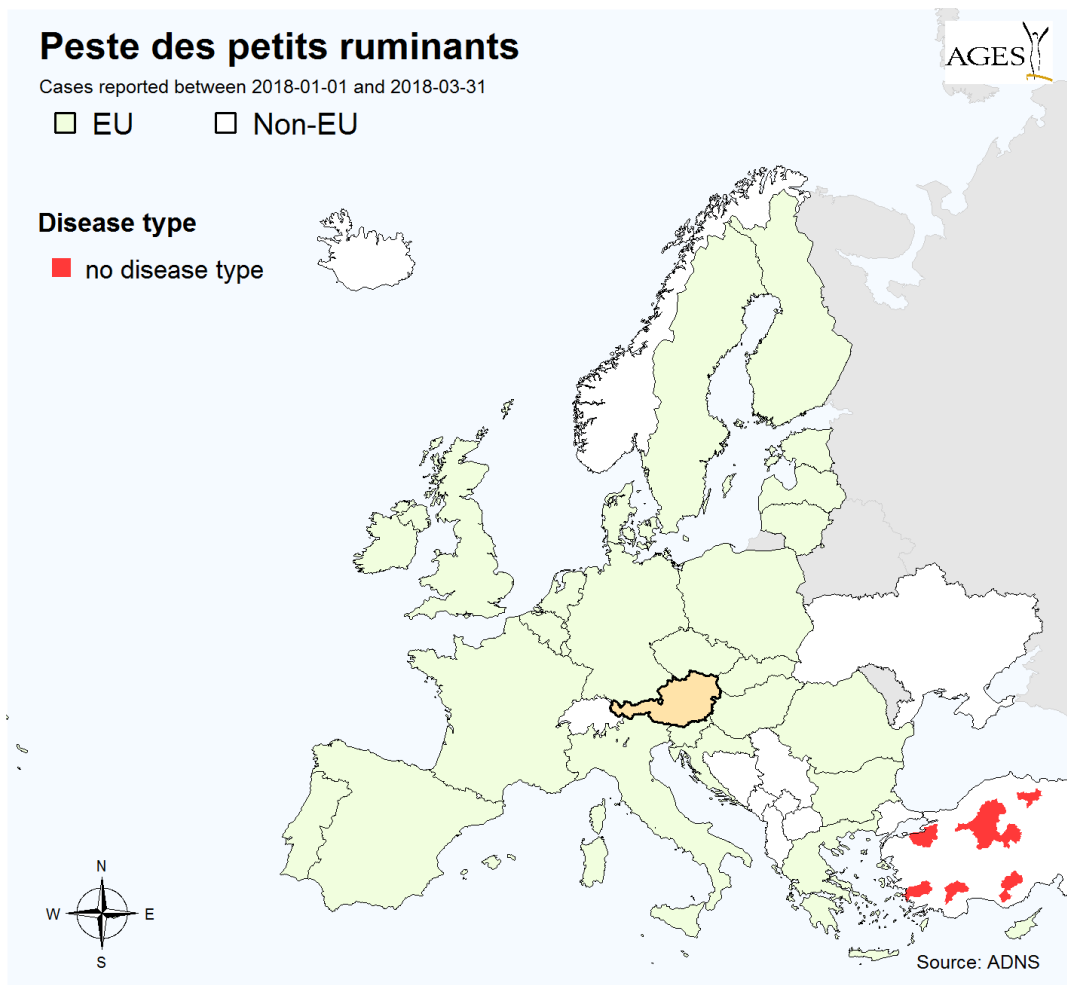 Peste des petits ruminants
AGES
Cases reported between 2018-01-01 and 2018-03-31
EU Non-EU
Disease type
no disease type
N
W E
S
Source: ADNS